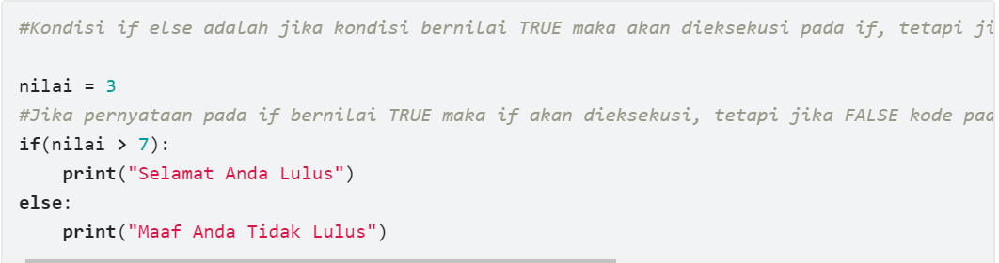 #Kondisi if else adalah jika kondisi bernilai TRUE maka akan dieksekusi pada if, tetapi
nilai = 3
#Jika pernyataan pada if bernilai TRUE maka if akan dieksekusi, tetapi jika FALSE kode
if(nilai > 7):
    print("Selamat Anda Lulus")
else:
    print("Maaf Anda Tidak Lulus")